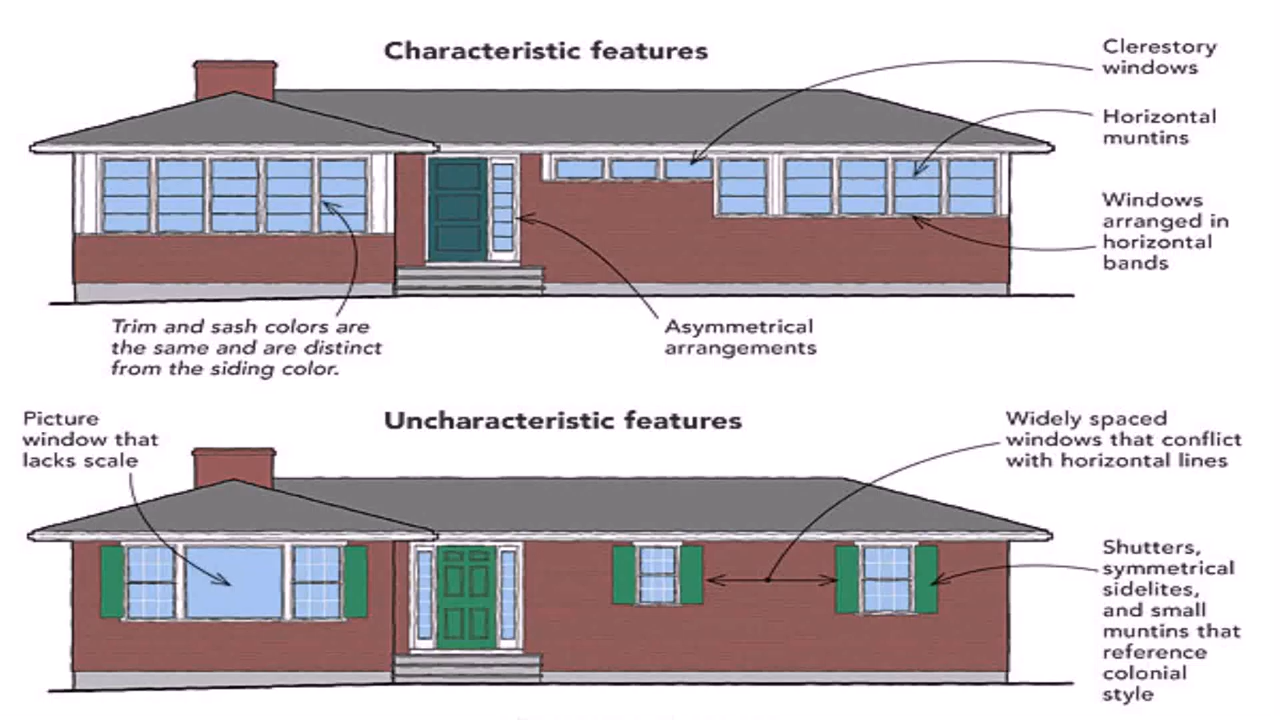 Characteristic features
Clerestory
windows
Horizontal
muntins
Windows
arranged in
horizontal
bands
Trim and sash colors are
the same and are distinct
from the siding color.
Asymmetrical
arrangements
Uncharacteristic features
Picture
window that
lacks scale
Widely spaced
windows that conflict
with horizontal lines
Shutters,
symmetrical
sidelites,
and small
muntins that
reference
colonial
style